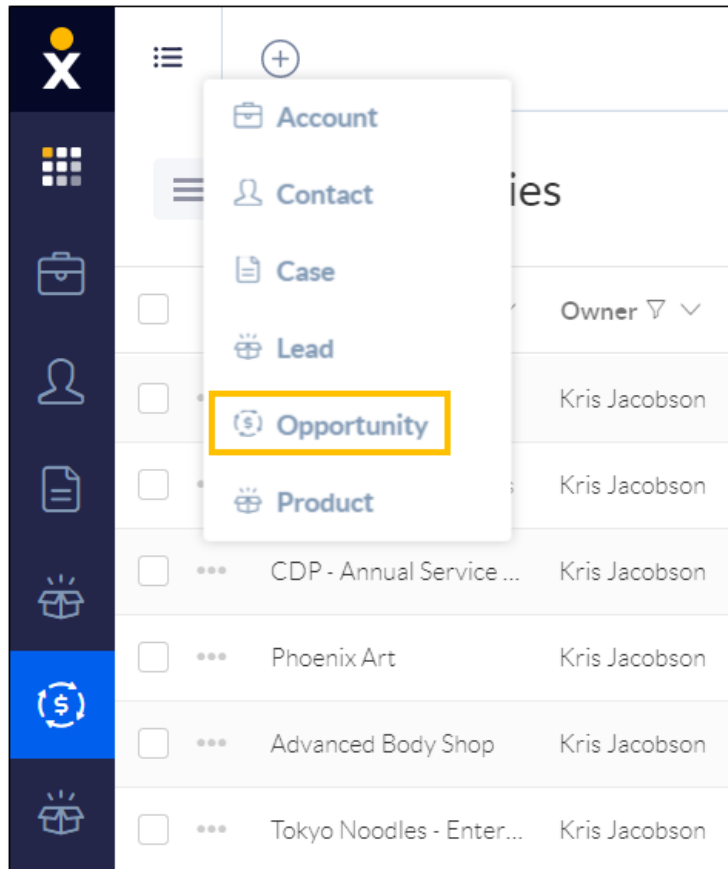 Account
Contact
ies
Case
Owner
Lead
Kris Jacobson
Opportunity
s Kris Jacobson
Product
CDP - Annual Service ... Kris Jacobson
Phoenix Art Kris Jacobson
Advanced Body Shop Kris Jacobson
Tokyo Noodles - Enter... Kris Jacobson